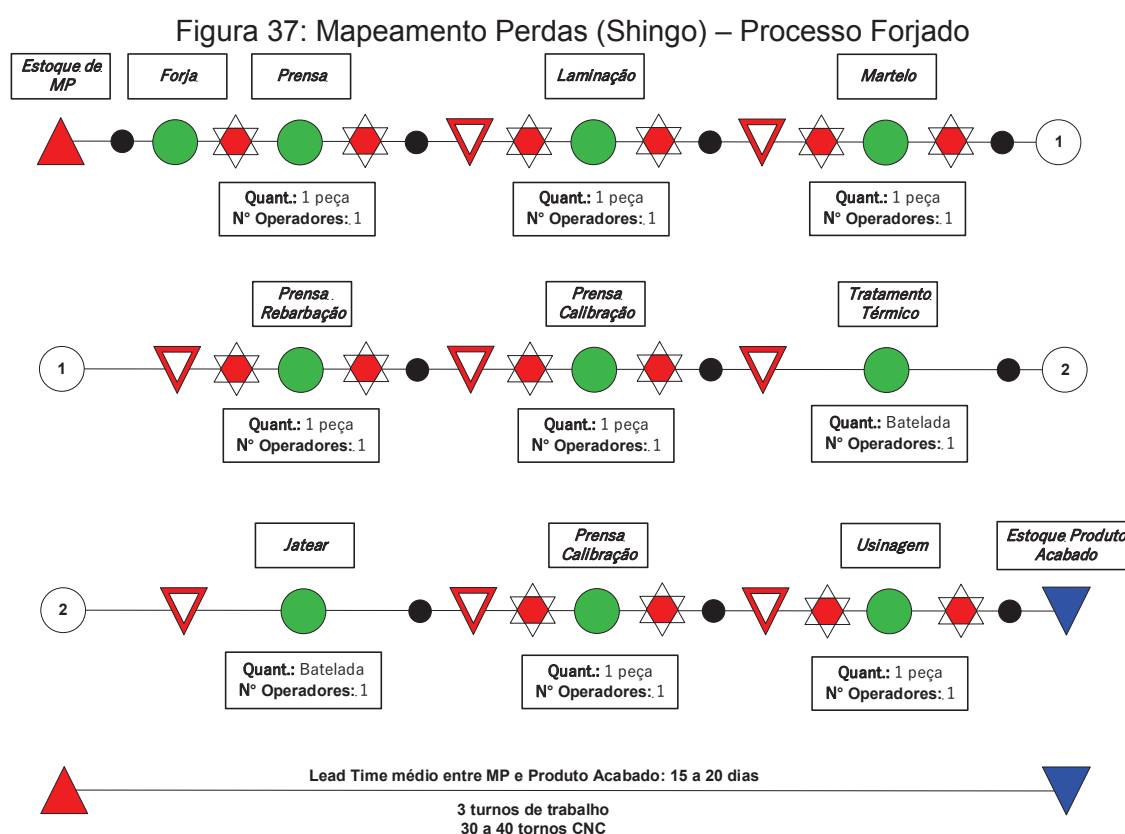 Figura 37: Mapeamento Perdas (Shingo) – Processo Forjado
Estoque de
MP
Forja
Prensa
Laminação
Martelo
1
Quant.: 1 peça
N° Operadores: 1
Quant.: 1 peça
N° Operadores: 1
Quant.: 1 peça
N° Operadores: 1
Prensa
Rebarbação
Prensa
Calibração
Tratamento
Térmico
1
2
Quant.: 1 peça
N° Operadores: 1
Quant.: 1 peça
N° Operadores: 1
Quant.: Batelada
N° Operadores: 1
Jatear
Prensa
Calibração
Usinagem
Estoque Produto
Acabado
2
Quant.: Batelada
N° Operadores: 1
Quant.: 1 peça
N° Operadores: 1
Quant.: 1 peça
N° Operadores: 1
Lead Time médio entre MP e Produto Acabado: 15 a 20 dias
3 turnos de trabalho
30 a 40 tornos CNC